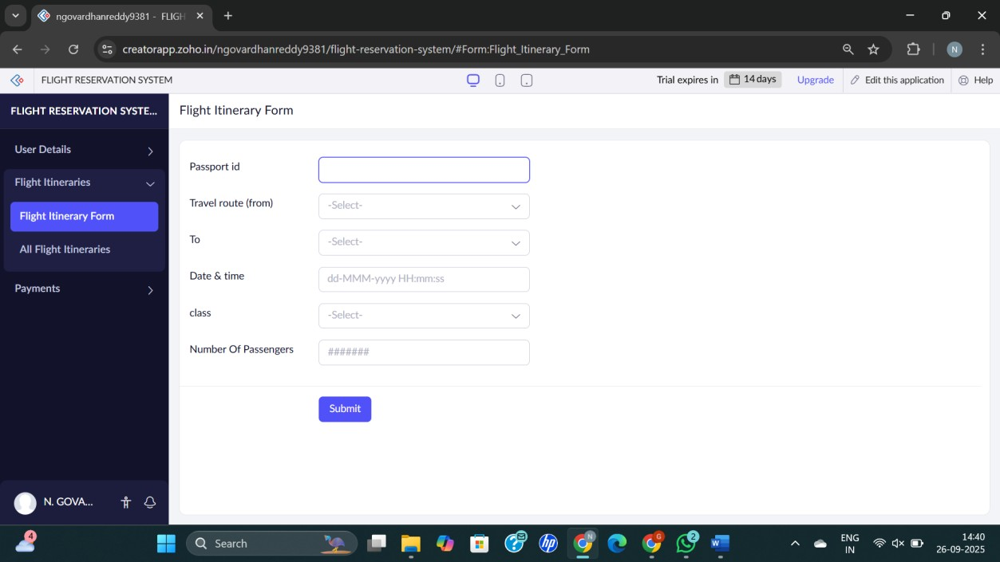 ngovardhanreddy9381 - FLIGH
creatorapp.zoho.in/ngovardhanreddy9381/flight-reservation-system/#Form:Flight_Itinerary_Form
N
FLIGHT RESERVATION SYSTEM
Trial expires in 14 days Upgrade Edit this application Help
FLIGHT RESERVATION SYSTE...
Flight Itinerary Form
User Details
Flight Itineraries
Flight Itinerary Form
All Flight Itineraries
Payments
Passport id
Travel route (from) -Select-
To -Select-
Date & time dd-MMM-yyyy HH:mm:ss
class -Select-
Number Of Passengers #######
Submit
N. GOVA...
4
Search
hp
N
G
2
W
ENG
IN
14:40
26-09-2025